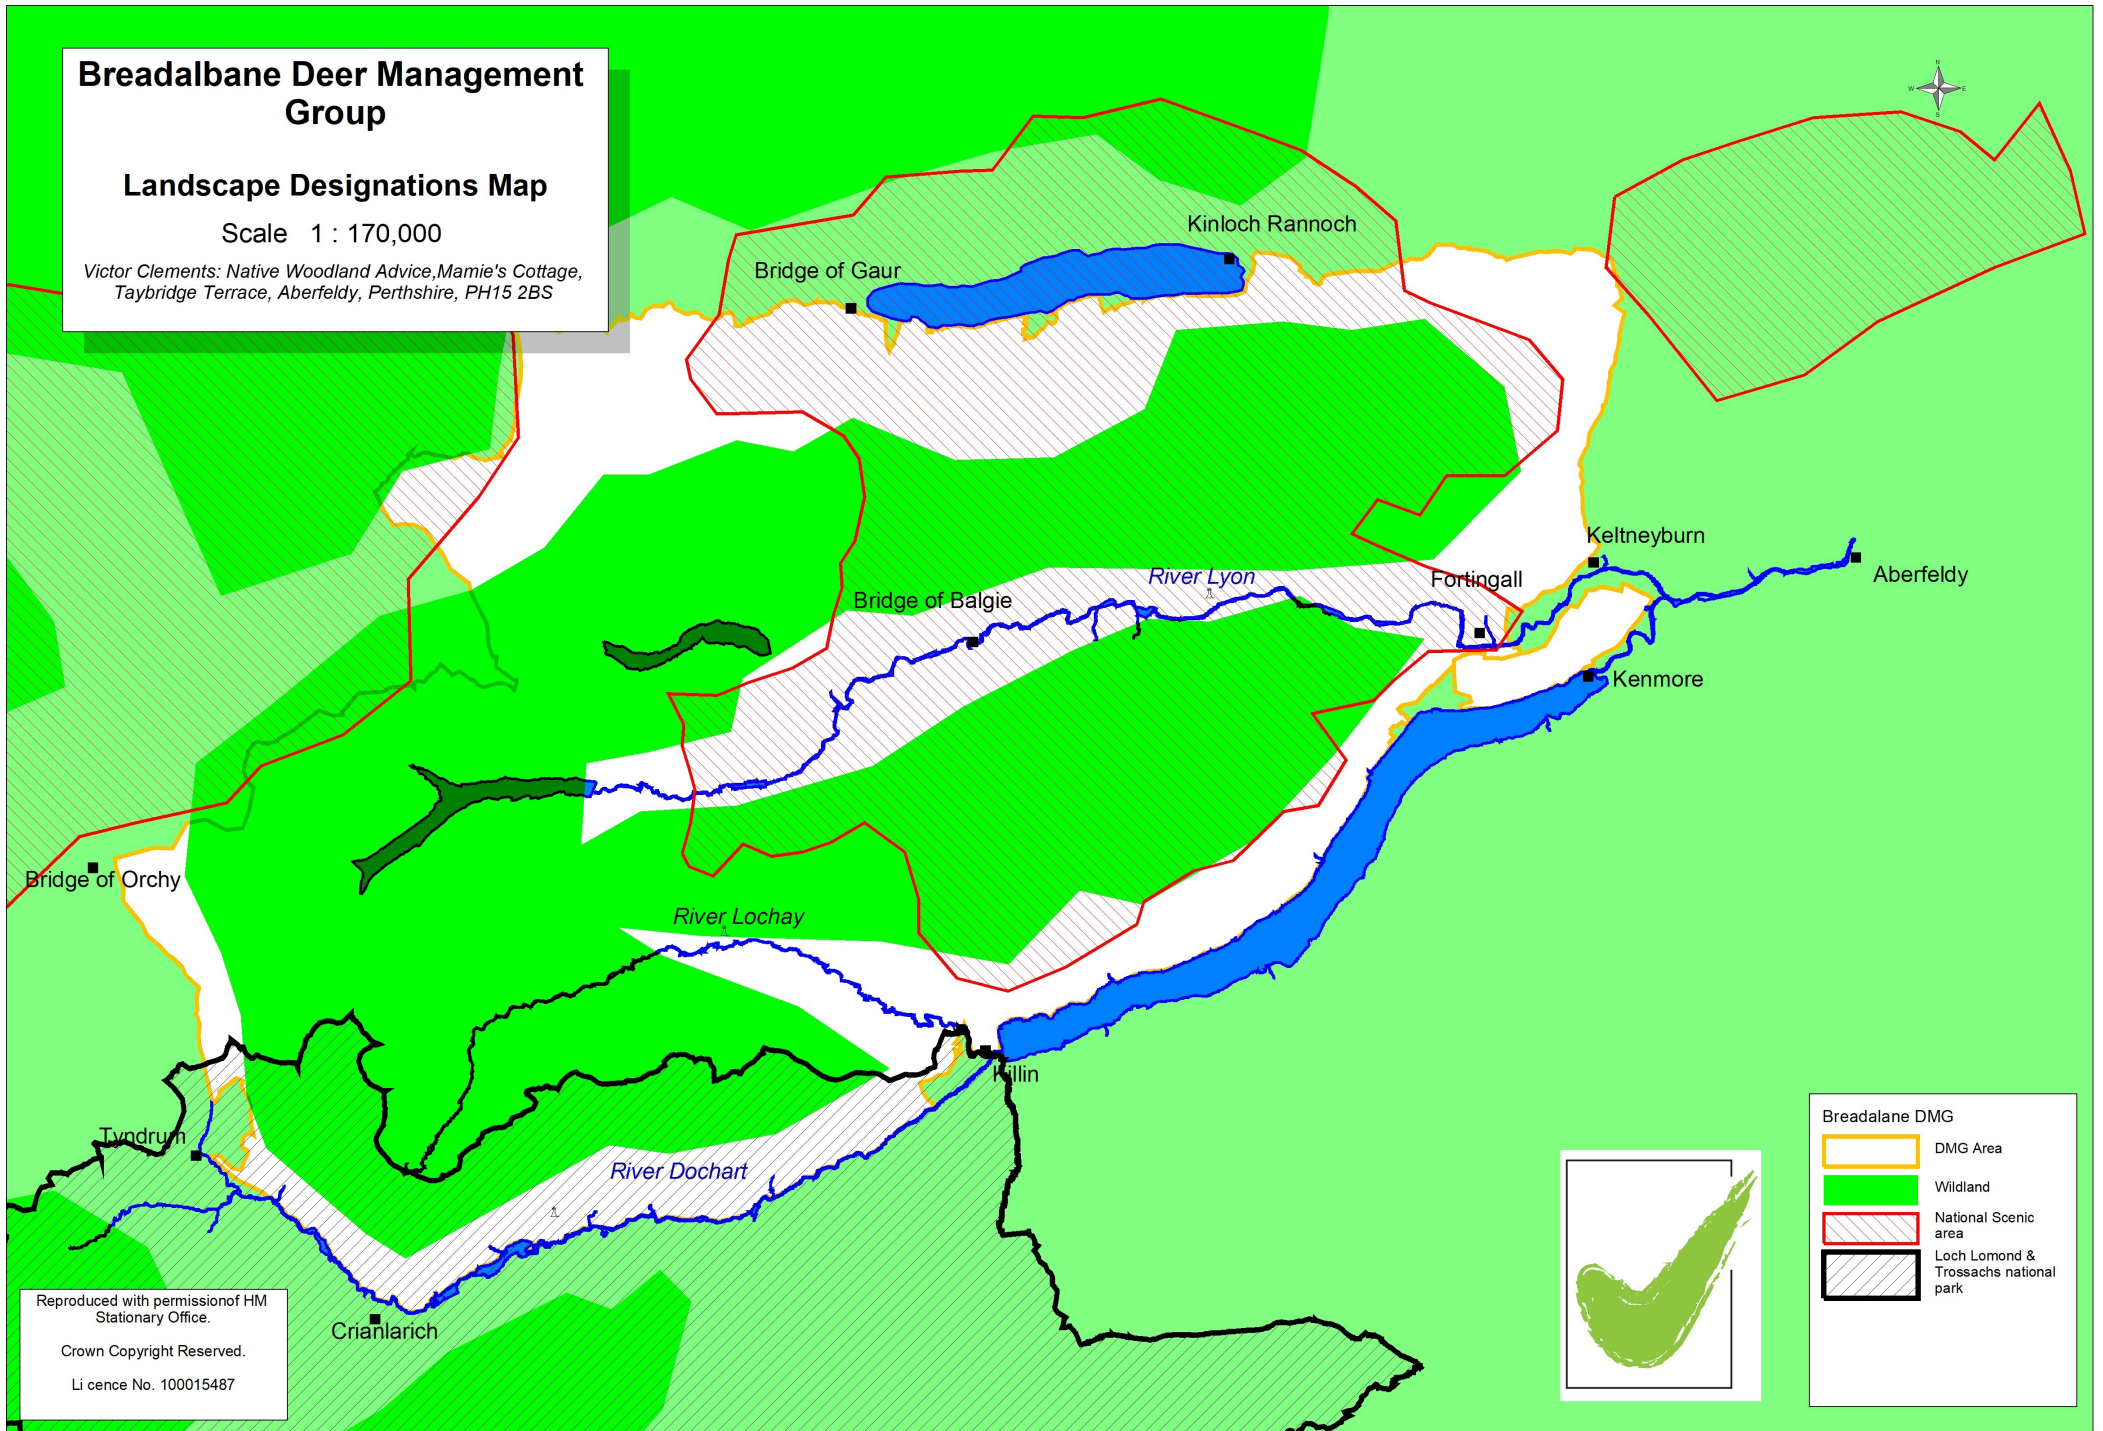 Breadalbane Deer Management
Group
Landscape Designations Map
Scale 1 : 170,000
Victor Clements: Native Woodland Advice,Mamie's Cottage,
Taybridge Terrace, Aberfeldy, Perthshire, PH15 2BS
N
W E
S
Kinloch Rannoch
Bridge of Gaur
Keltneyburn
River Lyon
Fortingall
Aberfeldy
Bridge of Balgie
Kenmore
Bridge of Orchy
River Lochay
Killin
Tyndrum
River Dochart
Crianlarich
Breadalane DMG
DMG Area
Wildland
National Scenic
area
Loch Lomond &
Trossachs national
park
Reproduced with permissionof HM
Stationary Office.
Crown Copyright Reserved.
Li cence No. 100015487